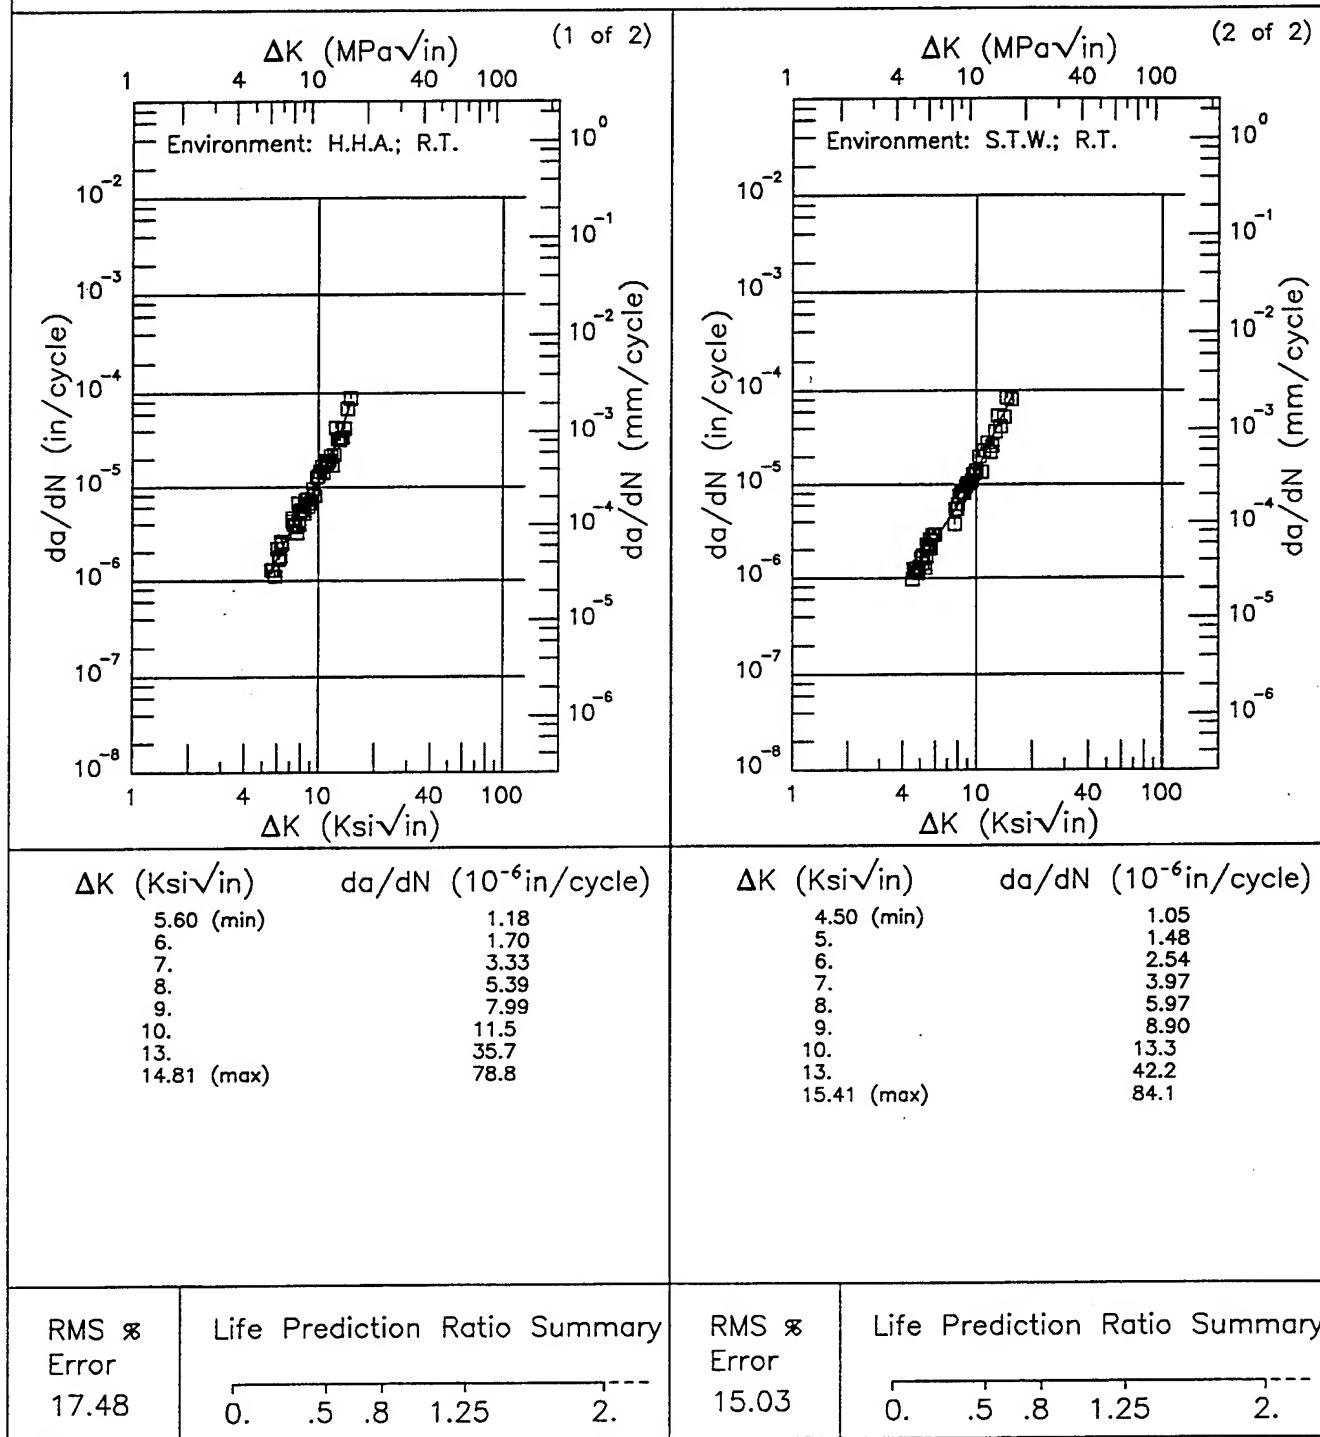 (1 of 2)
ΔK (MPa√in)
1 4 10 40 100
Environment: H.H.A.; R.T.
da/dN (in/cycle)
10⁻²
10⁻³
10⁻⁴
10⁻⁵
10⁻⁶
10⁻⁷
10⁻⁸
10⁰
10⁻¹
10⁻²
10⁻³
10⁻⁴
10⁻⁵
10⁻⁶
da/dN (mm/cycle)
1 4 10 40 100
ΔK (Ksi√in)
ΔK (Ksi√in) da/dN (10⁻⁶in/cycle)
5.60 (min) 1.18
6. 1.70
7. 3.33
8. 5.39
9. 7.99
10. 11.5
13. 35.7
14.81 (max) 78.8
RMS %
Error
17.48
Life Prediction Ratio Summary
0. .5 .8 1.25 2.
(2 of 2)
ΔK (MPa√in)
1 4 10 40 100
Environment: S.T.W.; R.T.
da/dN (in/cycle)
10⁻²
10⁻³
10⁻⁴
10⁻⁵
10⁻⁶
10⁻⁷
10⁻⁸
10⁰
10⁻¹
10⁻²
10⁻³
10⁻⁴
10⁻⁵
10⁻⁶
da/dN (mm/cycle)
1 4 10 40 100
ΔK (Ksi√in)
ΔK (Ksi√in) da/dN (10⁻⁶in/cycle)
4.50 (min) 1.05
5. 1.48
6. 2.54
7. 3.97
8. 5.97
9. 8.90
10. 13.3
13. 42.2
15.41 (max) 84.1
RMS %
Error
15.03
Life Prediction Ratio Summary
0. .5 .8 1.25 2.